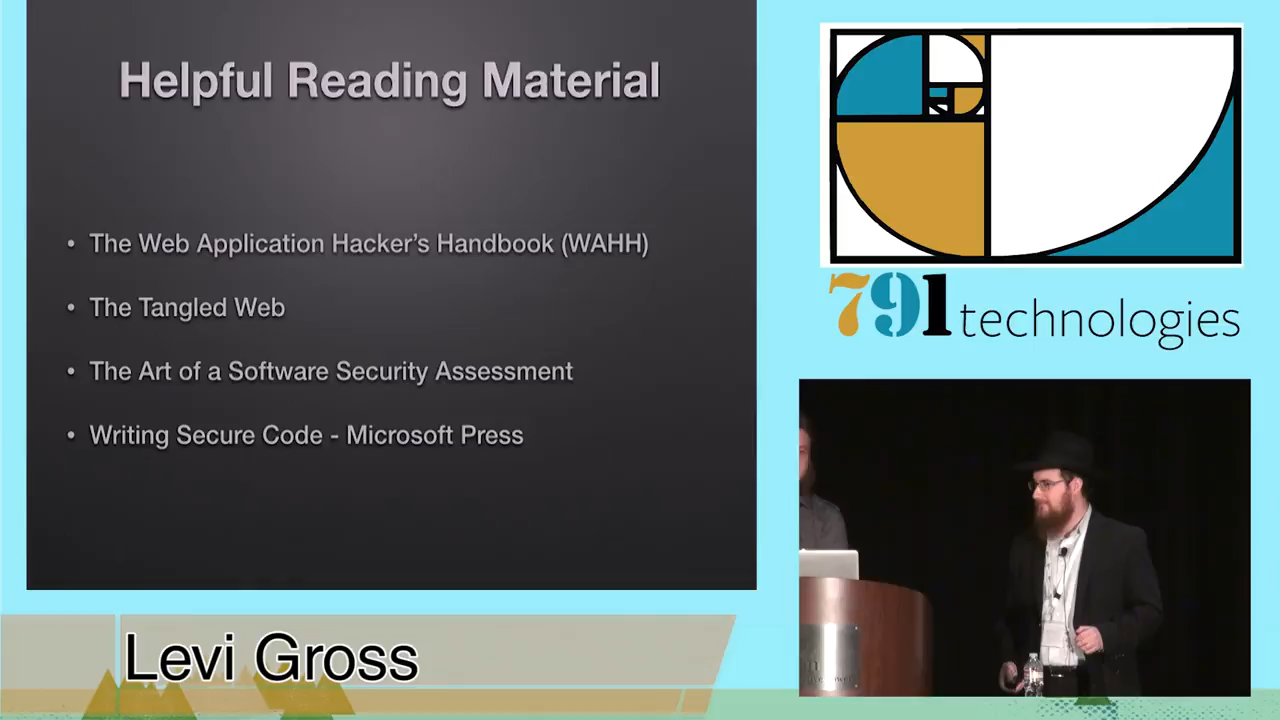 Helpful Reading Material
• The Web Application Hacker's Handbook (WAHH)
• The Tangled Web
• The Art of a Software Security Assessment
• Writing Secure Code - Microsoft Press
791 technologies
Levi Gross